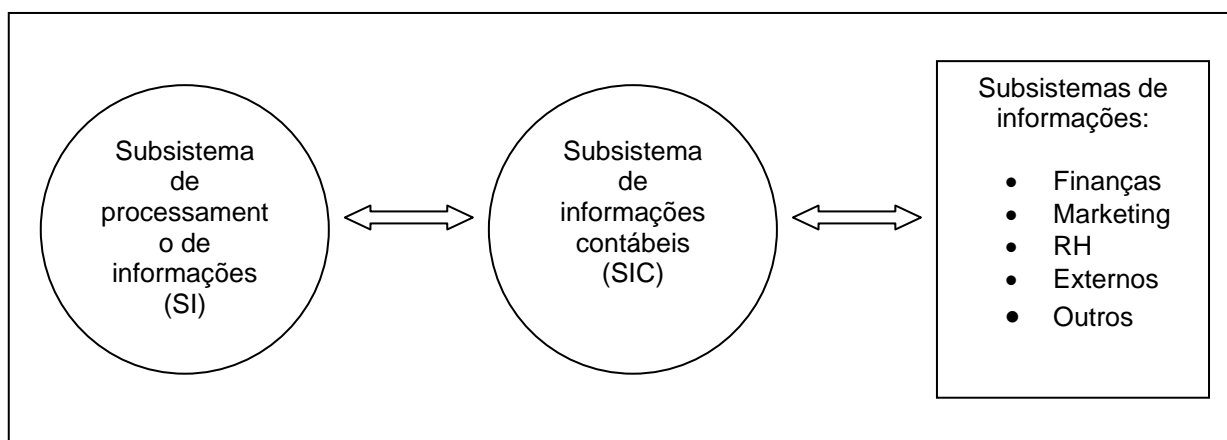 Subsistema
de
processament
o de
informações
(SI)
Subsistema
de
informações
contábeis
(SIC)
Subsistemas de
informações:
• Finanças
• Marketing
• RH
• Externos
• Outros